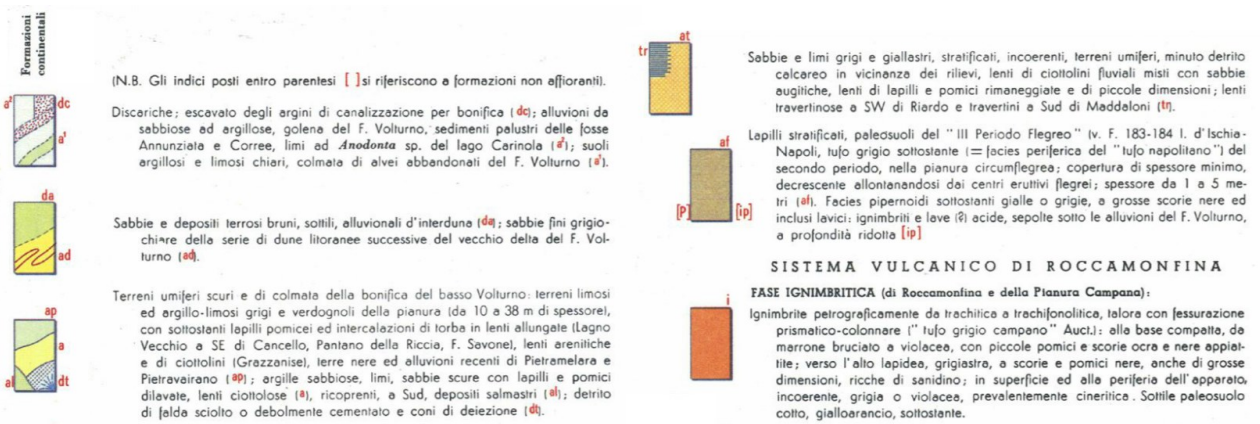 Formazioni
continentali
(N.B. Gli indici posti entro parentesi [ ] si riferiscono a formazioni non affioranti).
a² dc
a¹
Discariche; escavato degli argini di canalizzazione per bonifica (dc); alluvioni da
sabbiose ad argillose, golena del F. Volturno, sedimenti palustri delle fosse
Annunziata e Corree, limi ad Anodonta sp. del lago Carinola (a²); suoli
argillosi e limosi chiari, colmata di alvei abbandonati del F. Volturno (a¹).
da
ad
Sabbie e depositi terrosi bruni, sottili, alluvionali d'interduna (da); sabbie fini grigio-
chiare della serie di dune litoranee successive del vecchio delta del F. Vol-
turno (ad).
ap
a
al dt
Terreni umiferi scuri e di colmata della bonifica del basso Volturno: terreni limosi
ed argillo-limosi grigi e verdognoli della pianura (da 10 a 38 m di spessore),
con sottostanti lapilli pomicei ed intercalazioni di torba in lenti allungate (Lagno
Vecchio a SE di Cancello, Pantano della Riccia, F. Savone), lenti arenitiche
e di ciottolini (Grazzanise), terre nere ed alluvioni recenti di Pietramelara e
Pietravairano (ap); argille sabbiose, limi, sabbie scure con lapilli e pomici
dilavate, lenti ciottolose (a), ricoprenti, a Sud, depositi salmastri (al); detrito
di falda sciolto o debolmente cementato e coni di deiezione (dt).
tr at
Sabbie e limi grigi e giallastri, stratificati, incoerenti, terreni umiferi, minuto detrito
calcareo in vicinanza dei rilievi, lenti di ciottolini fluviali misti con sabbie
augitiche, lenti di lapilli e pomici rimaneggiate e di piccole dimensioni; lenti
travertinose a SW di Riardo e travertini a Sud di Maddaloni (tr).
af
[P] [ip]
Lapilli stratificati, paleosuoli del "III Periodo Flegreo" (v. F. 183-184 I. d'Ischia-
Napoli, tufo grigio sottostante (= facies periferica del "tufo napolitano") del
secondo periodo, nella pianura circumflegrea; copertura di spessore minimo,
decrescente allontanandosi dai centri eruttivi flegrei; spessore da 1 a 5 me-
tri (af). Facies pipernoidi sottostanti gialle o grigie, a grosse scorie nere ed
inclusi lavici: ignimbriti e lave (?) acide, sepolte sotto le alluvioni del F. Volturno,
a profondità ridotta [ip]
SISTEMA VULCANICO DI ROCCAMONFINA
FASE IGNIMBRITICA (di Roccamonfina e della Pianura Campana):
i
Ignimbrite petrograficamente da trachitica a trachifonolitica, talora con fessurazione
prismatico-colonnare ("tufo grigio campano" Auct.): alla base compatta, da
marrone bruciato a violacea, con piccole pomici e scorie ocra e nere appiat-
tite; verso l'alto lapidea, grigiastra, a scorie e pomici nere, anche di grosse
dimensioni, ricche di sanidino; in superficie ed alla periferia dell'apparato,
incoerente, grigia o violacea, prevalentemente cineritica. Sottile paleosuolo
cotto, gialloarancio, sottostante.